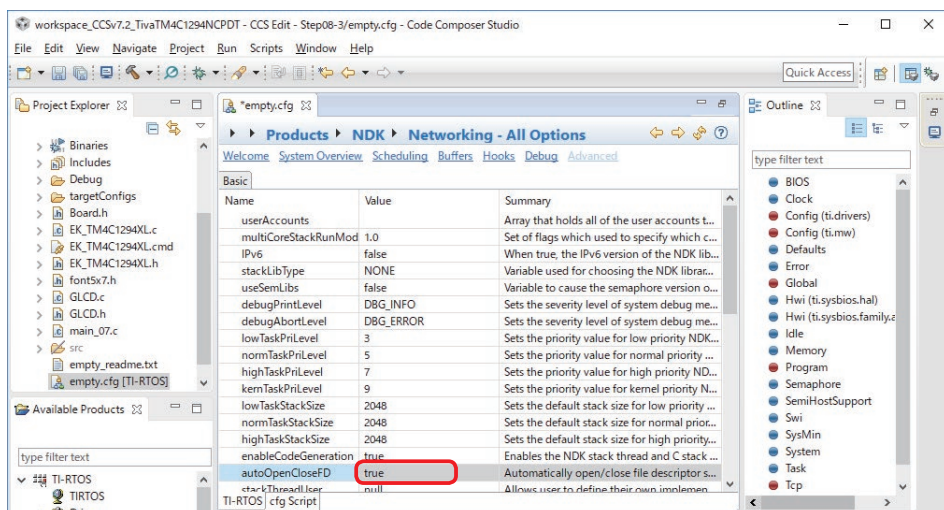 workspace_CCSv7.2_TivaTM4C1294NCPDT - CCS Edit - Step08-3/empty.cfg - Code Composer Studio
File Edit View Navigate Project Run Scripts Window Help
Quick Access
Project Explorer
Binaries
Includes
Debug
targetConfigs
Board.h
EK_TM4C1294XL.c
EK_TM4C1294XL.cmd
EK_TM4C1294XL.h
font5x7.h
GLCD.c
GLCD.h
main_07.c
src
empty_readme.txt
empty.cfg [TI-RTOS]
Available Products
type filter text
TI-RTOS
TIRTOS
*empty.cfg
Products NDK Networking - All Options
Welcome System Overview Scheduling Buffers Hooks Debug Advanced
Basic
Name Value Summary
userAccounts Array that holds all of the user accounts t...
multiCoreStackRunMod 1.0 Set of flags which used to specify which c...
IPv6 false When true, the IPv6 version of the NDK lib...
stackLibType NONE Variable used for choosing the NDK librar...
useSemLibs false Variable to cause the semaphore version o...
debugPrintLevel DBG_INFO Sets the severity level of system debug me...
debugAbortLevel DBG_ERROR Sets the severity level of system debug me...
lowTaskPriLevel 3 Sets the priority value for low priority NDK...
normTaskPriLevel 5 Sets the priority value for normal priority ...
highTaskPriLevel 7 Sets the priority value for high priority ND...
kernTaskPriLevel 9 Sets the priority value for kernel priority N...
lowTaskStackSize 2048 Sets the default stack size for low priority ...
normTaskStackSize 2048 Sets the default stack size for normal prior...
highTaskStackSize 2048 Sets the default stack size for high priority...
enableCodeGeneration true Enables the NDK stack thread and C stack ...
autoOpenCloseFD true Automatically open/close file descriptor s...
stackThreadUser null Allows user to define their own implemen...
TI-RTOS cfg Script
Outline
type filter text
BIOS
Clock
Config (ti.drivers)
Config (ti.mw)
Defaults
Error
Global
Hwi (ti.sysbios.hal)
Hwi (ti.sysbios.family.a
Idle
Memory
Program
Semaphore
SemiHostSupport
Swi
SysMin
System
Task
Tcp